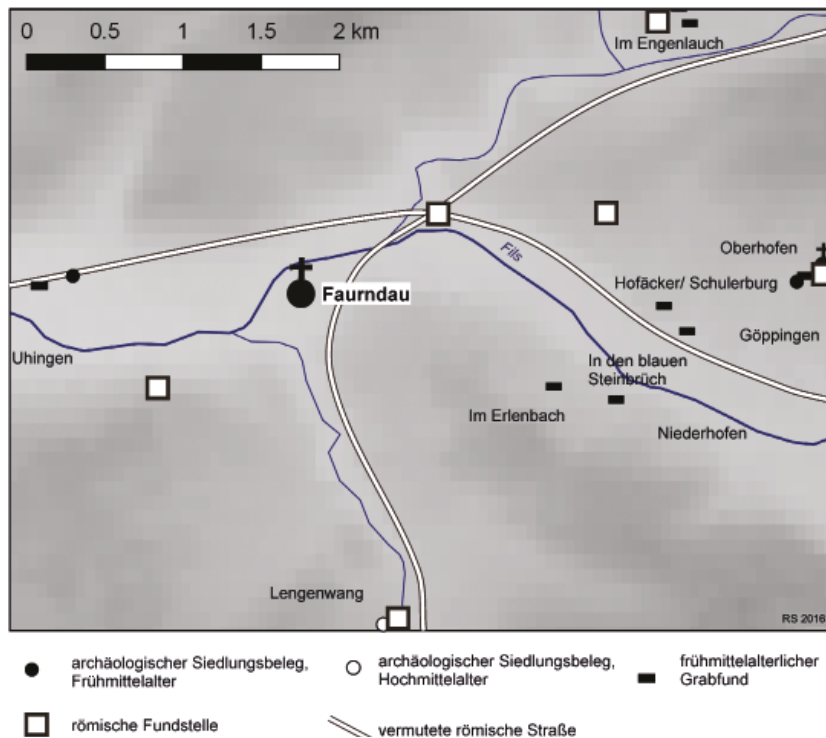 0 0.5 1 1.5 2 km
Im Engenlauch
Fils
Oberhofen
Hofäcker/ Schulerburg
Faurndau
Göppingen
Uhingen
In den blauen
Steinbrüch
Im Erlenbach
Niederhofen
Lengenwang
RS 2016
archäologischer Siedlungsbeleg,
Frühmittelalter
archäologischer Siedlungsbeleg,
Hochmittelalter
frühmittelalterlicher
Grabfund
römische Fundstelle
vermutete römische Straße